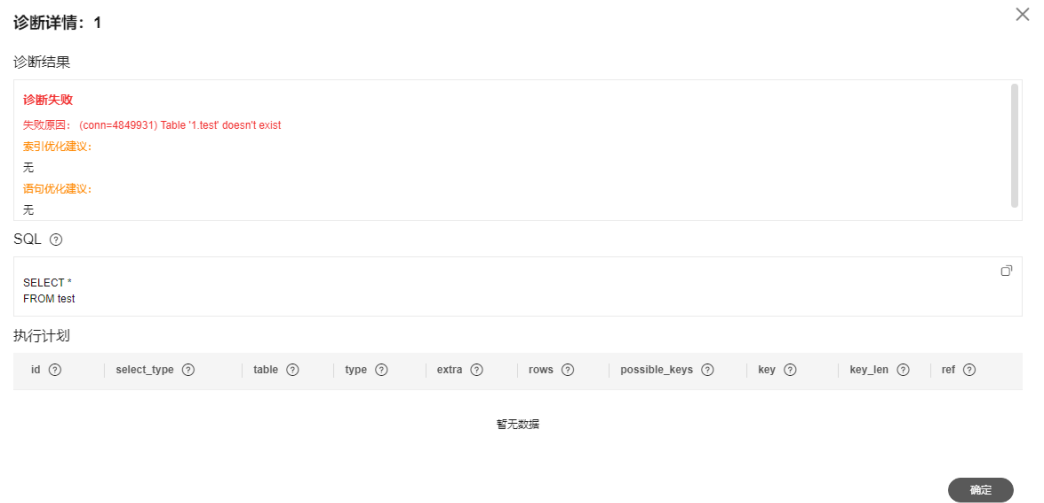 诊断详情：1
诊断结果
诊断失败
失败原因： (conn=4849931) Table '1.test' doesn't exist
索引优化建议：
无
语句优化建议：
无
SQL
SELECT *
FROM test
执行计划
id select_type table type extra rows possible_keys key key_len ref
暂无数据
确定